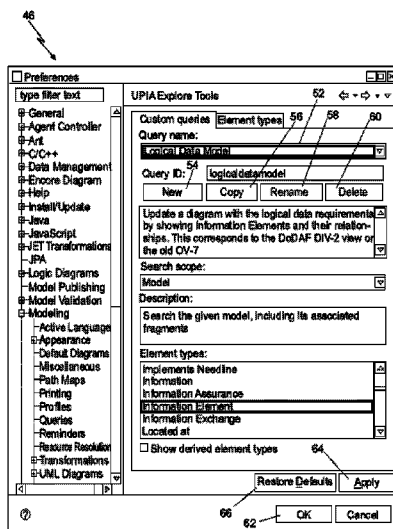 46
Preferences
type filter text
General
Agent Controller
Ant
C/C++
Data Management
Encore Diagram
Help
Install/Update
Java
JavaScript
JET Transformations
JPA
Logic Diagrams
Model Publishing
Model Validation
Modeling
Active Language
Appearance
Default Diagrams
Miscellaneous
Path Maps
Printing
Profiles
Queries
Reminders
Resource Resolution
Transformations
UML Diagrams
UPIA Explore Tools
52
Custom queries Element types
56 58 60
Query name:
Logical Data Model
54
Query ID: logicaldatamodel
New Copy Rename Delete
Update a diagram with the logical data requirements
by showing Information Elements and their relation-
ships. This corresponds to the DoDAF DIV-2 view or
the old OV-7
Search scope:
Model
Description:
Search the given model, including its associated
fragments
Element types:
Implements Needline
Information
Information Assurance
Information Element
Information Exchange
Located at
Show derived element types
64
Restore Defaults Apply
66
62
OK Cancel